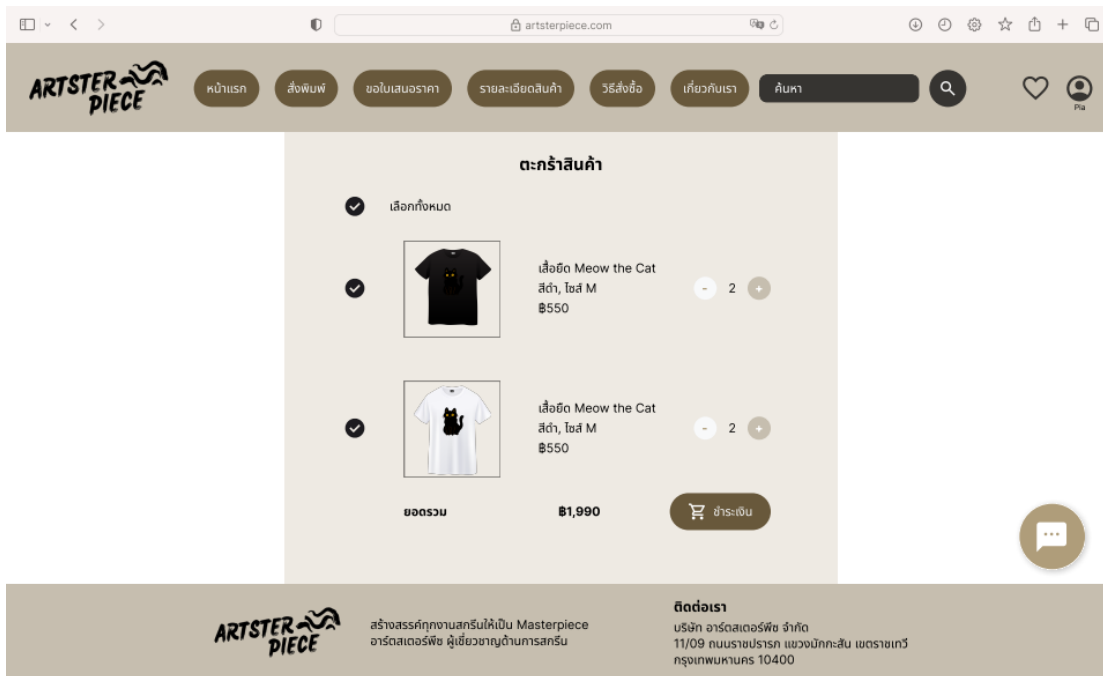 artsterpiece.com
ARTSTER
PIECE
หน้าแรก
สั่งพิมพ์
ขอใบเสนอราคา
รายละเอียดสินค้า
วิธีสั่งซื้อ
เกี่ยวกับเรา
ค้นหา
Pla
ตะกร้าสินค้า
เลือกทั้งหมด
เสื้อยืด Meow the Cat
สีดำ, ไซส์ M
฿550
- 2 +
เสื้อยืด Meow the Cat
สีดำ, ไซส์ M
฿550
- 2 +
ยอดรวม ฿1,990 ชำระเงิน
ARTSTER
PIECE
สร้างสรรค์ทุกงานสกรีนให้เป็น Masterpiece
อาร์ตสเตอร์พีซ ผู้เชี่ยวชาญด้านการสกรีน
ติดต่อเรา
บริษัท อาร์ตสเตอร์พีซ จำกัด
11/09 ถนนราชปรารภ แขวงมักกะสัน เขตราชเทวี
กรุงเทพมหานคร 10400